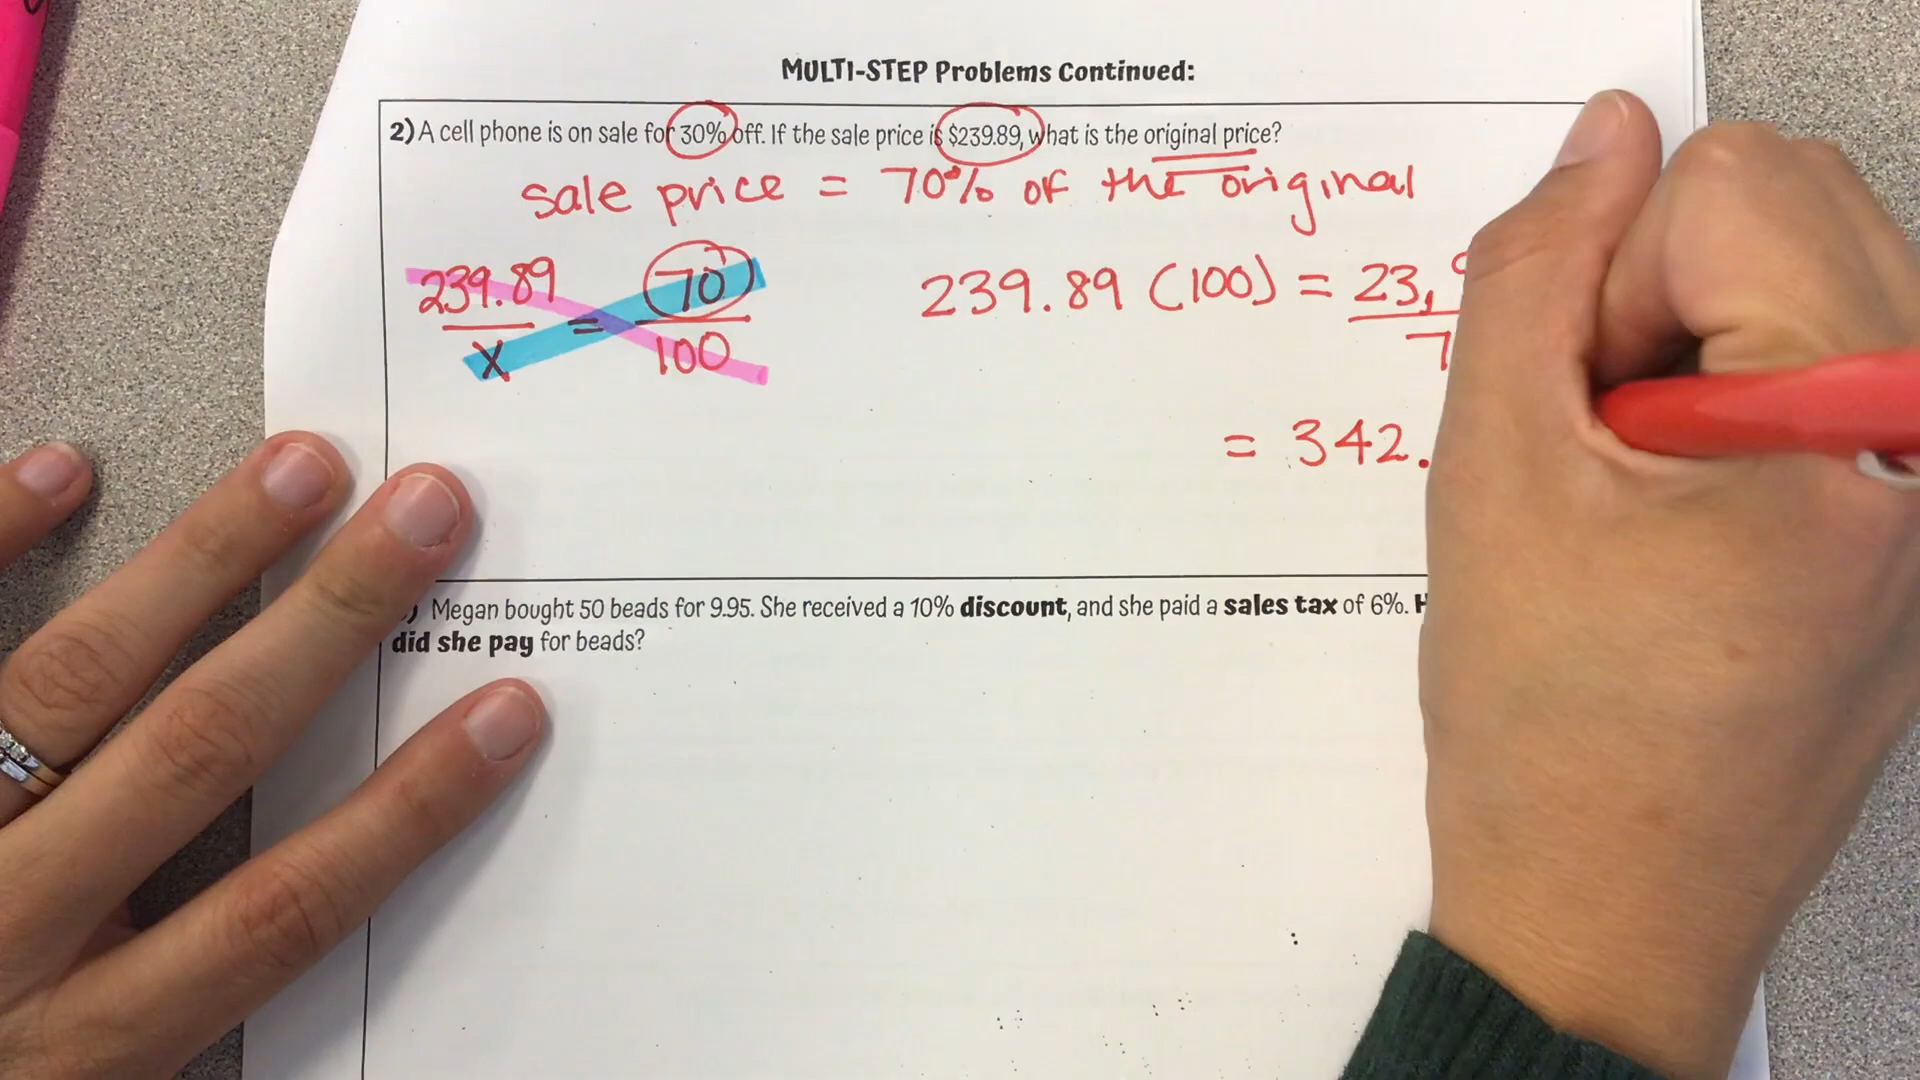 MULTI-STEP Problems Continued:
2) A cell phone is on sale for 30% off. If the sale price is $239.89, what is the original price?
sale price = 70% of the original
239.89 / x = 70 / 100
239.89 (100) = 23,
7
= 342.
) Megan bought 50 beads for 9.95. She received a 10% discount, and she paid a sales tax of 6%.
did she pay for beads?